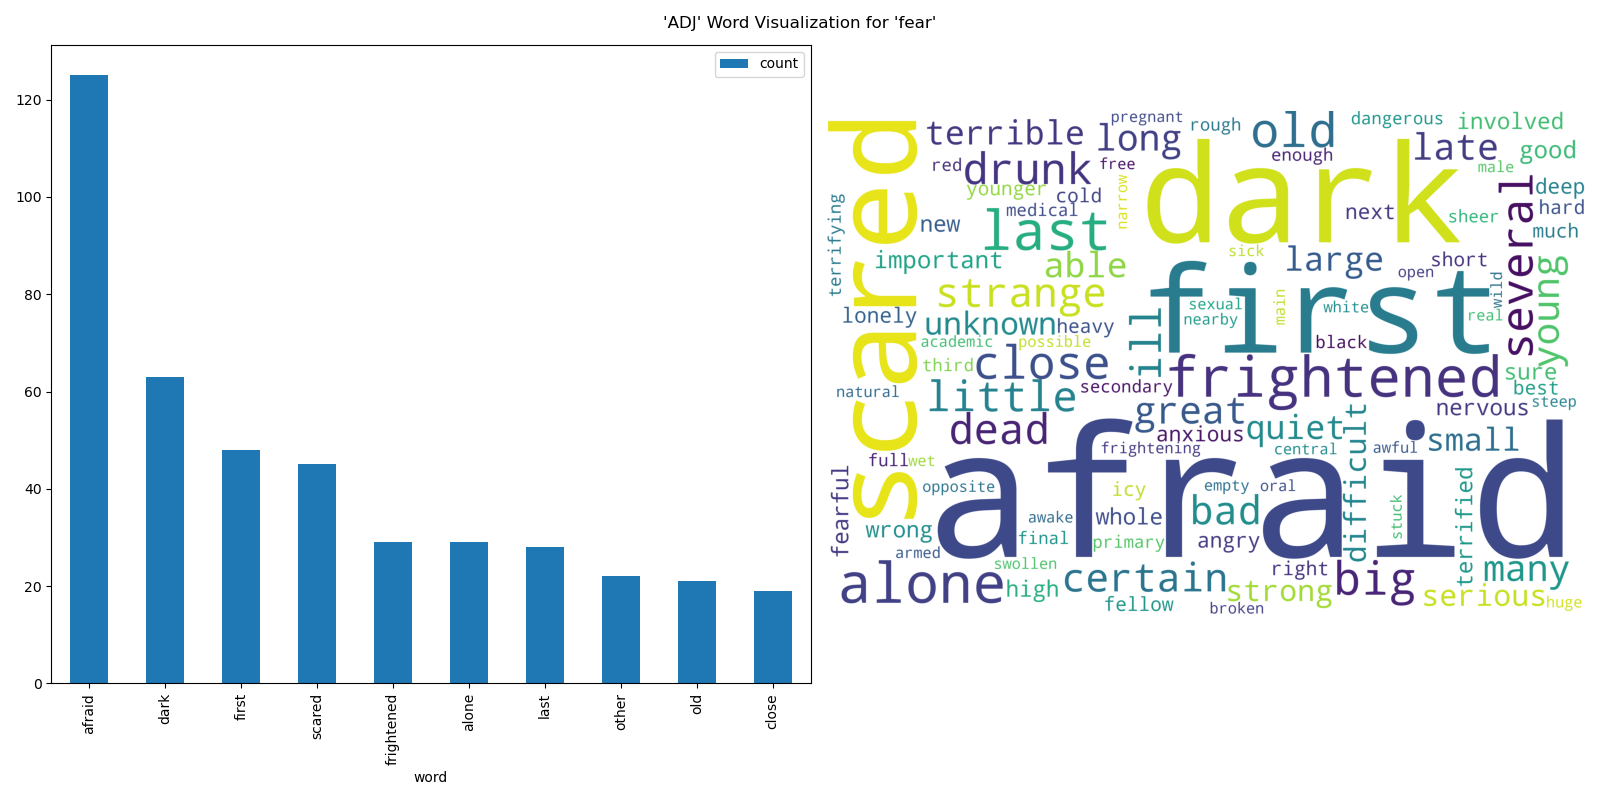 'ADJ' Word Visualization for 'fear'
count
120
100
80
60
40
20
0
afraid
dark
first
scared
frightened
alone
last
other
old
close
word
scared
terrible
long
pregnant
rough
old
dangerous
involved
red
drunk
free
enough
dark
late
good
male
younger
cold
medical
narrow
terrifying
new
last
next
sheer
several
deep
hard
much
important
able
sick
large
short
open
strange
first
wild
young
lonely
unknown
heavy
ill
sexual
nearby
main
white
real
academic
possible
black
third
close
frightened
sure
natural
little
secondary
best
steep
great
nervous
dead
anxious
quiet
difficult
small
frightening
central
awful
full
wet
afraid
fearful
opposite
icy
empty
oral
wrong
awake
whole
bad
stuck
terrified
final
primary
angry
armed
swollen
alone
high
certain
right
big
many
fellow
strong
broken
serious
huge